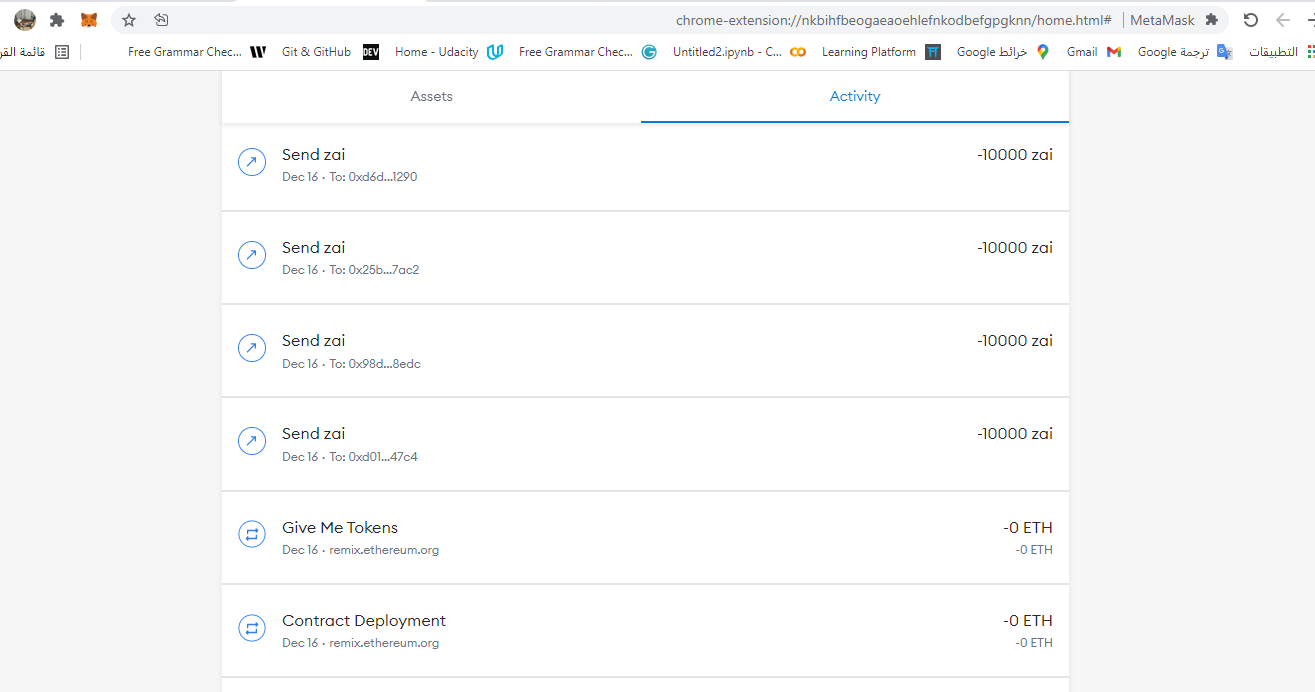 chrome-extension://nkbihfbeogaeaoehlefnkodbefgpgknn/home.html# MetaMask
Free Grammar Chec... Git & GitHub DEV Home - Udacity Free Grammar Chec... Untitled2.ipynb - C... Learning Platform خرائط Google Gmail ترجمة Google التطبيقات
Assets Activity
Send zai -10000 zai
Dec 16 · To: 0xd6d...1290
Send zai -10000 zai
Dec 16 · To: 0x25b...7ac2
Send zai -10000 zai
Dec 16 · To: 0x98d...8edc
Send zai -10000 zai
Dec 16 · To: 0xd01...47c4
Give Me Tokens -0 ETH
Dec 16 · remix.ethereum.org -0 ETH
Contract Deployment -0 ETH
Dec 16 · remix.ethereum.org -0 ETH